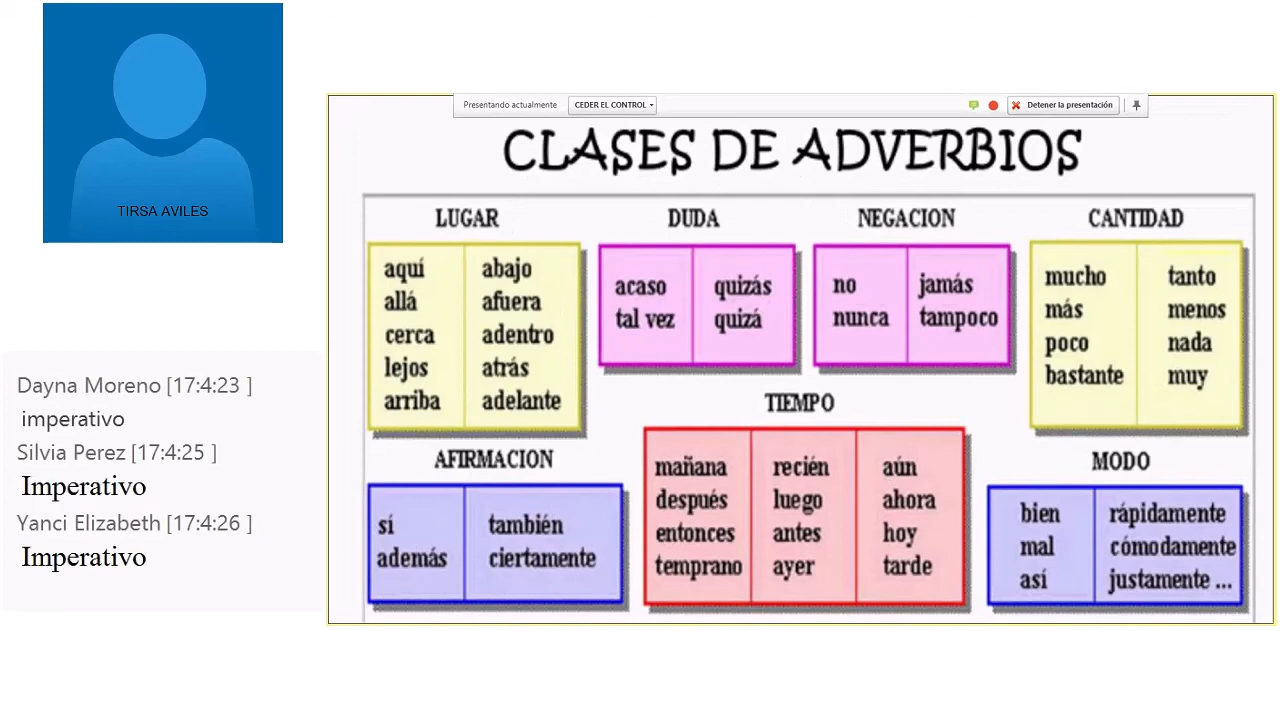 TIRSA AVILES
Dayna Moreno [17:4:23 ]
imperativo
Silvia Perez [17:4:25 ]
Imperativo
Yanci Elizabeth [17:4:26 ]
Imperativo
Presentando actualmente CEDER EL CONTROL Detener la presentación
CLASES DE ADVERBIOS
LUGAR
aquí abajo
allá afuera
cerca adentro
lejos atrás
arriba adelante
DUDA
acaso quizás
tal vez quizá
NEGACION
no jamás
nunca tampoco
CANTIDAD
mucho tanto
más menos
poco nada
bastante muy
AFIRMACION
sí también
además ciertamente
TIEMPO
mañana recién aún
después luego ahora
entonces antes hoy
temprano ayer tarde
MODO
bien rápidamente
mal cómodamente
así justamente ...